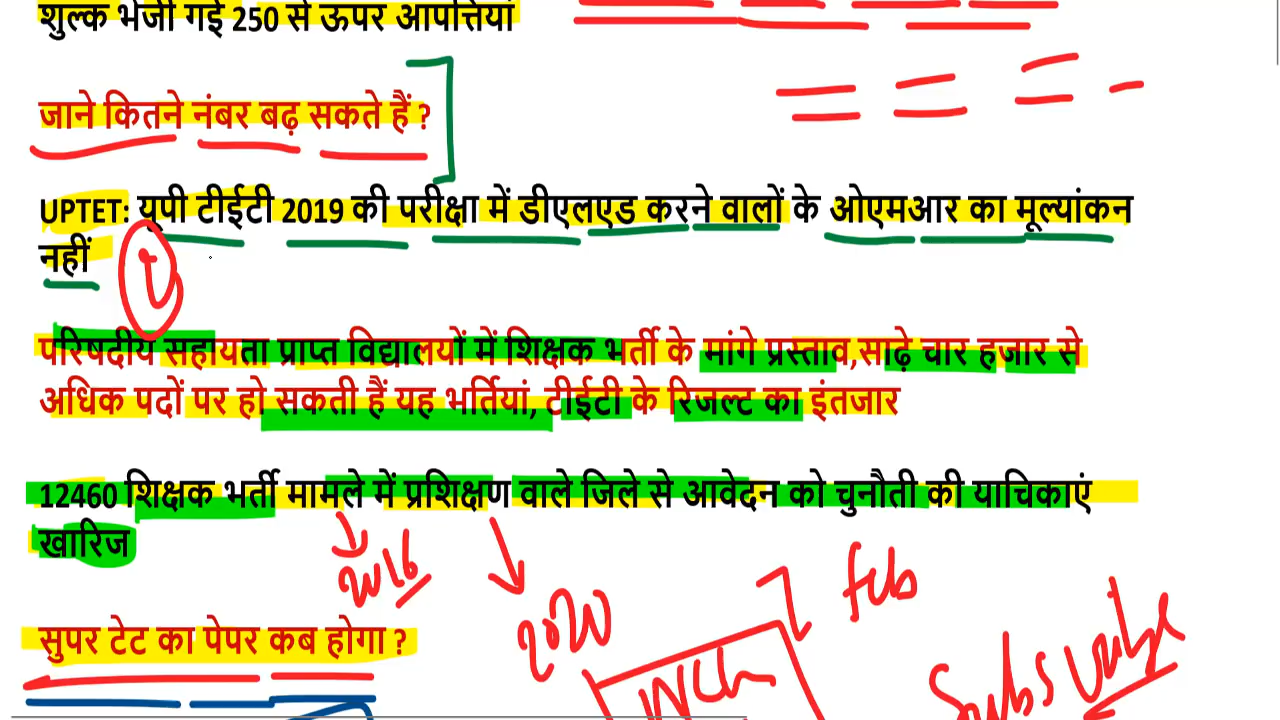 शुल्क भेजी गई 250 से ऊपर आपत्तियां
जाने कितने नंबर बढ़ सकते हैं ?
UPTET: यूपी टीईटी 2019 की परीक्षा में डीएलएड करने वालों के ओएमआर का मूल्यांकन
नहीं
परिषदीय सहायता प्राप्त विद्यालयों में शिक्षक भर्ती के मांगे प्रस्ताव,साढ़े चार हजार से
अधिक पदों पर हो सकती हैं यह भर्तियां, टीईटी के रिजल्ट का इंतजार
12460 शिक्षक भर्ती मामले में प्रशिक्षण वाले जिले से आवेदन को चुनौती की याचिकाएं
खारिज
2016
2020
feb
सुपर टेट का पेपर कब होगा ?